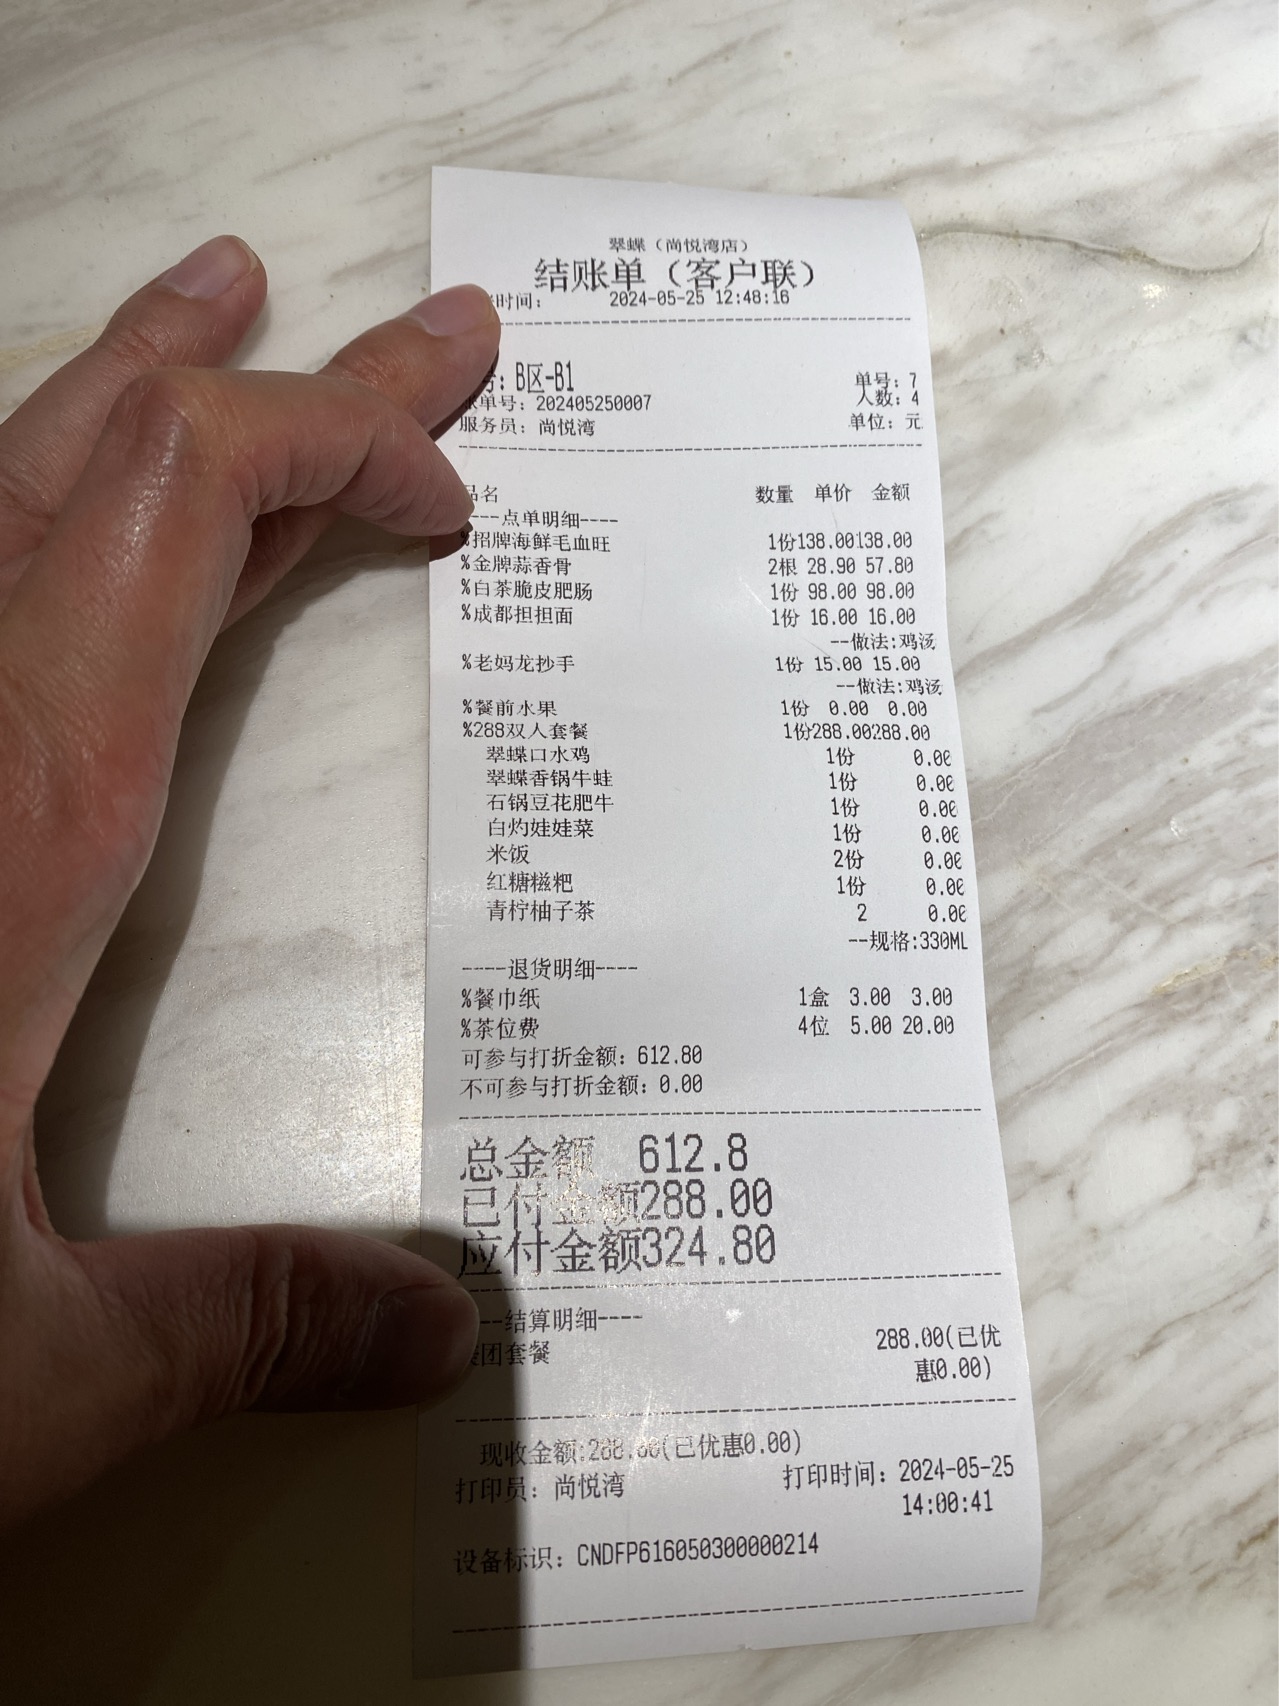 翠蝶（尚悦湾店）
结账单（客户联）
时间： 2024-05-25 12:48:16
号：B区-B1 单号：7
账单号：202405250007 人数：4
服务员：尚悦湾 单位：元
品名 数量 单价 金额
----点单明细----
%招牌海鲜毛血旺 1份138.00138.00
%金牌蒜香骨 2根 28.90 57.80
%白茶脆皮肥肠 1份 98.00 98.00
%成都担担面 1份 16.00 16.00
--做法:鸡汤
%老妈龙抄手 1份 15.00 15.00
--做法:鸡汤
%餐前水果 1份 0.00 0.00
%288双人套餐 1份288.00288.00
翠蝶口水鸡 1份 0.00
翠蝶香锅牛蛙 1份 0.00
石锅豆花肥牛 1份 0.00
白灼娃娃菜 1份 0.00
米饭 2份 0.00
红糖糍粑 1份 0.00
青柠柚子茶 2 0.00
--规格:330ML
----退货明细----
%餐巾纸 1盒 3.00 3.00
%茶位费 4位 5.00 20.00
可参与打折金额：612.80
不可参与打折金额：0.00
总金额 612.8
已付金额288.00
应付金额324.80
----结算明细----
美团套餐 288.00(已优
惠0.00)
现收金额:288.00(已优惠0.00)
打印员：尚悦湾 打印时间：2024-05-25
14:00:41
设备标识：CNDFP616050300000214